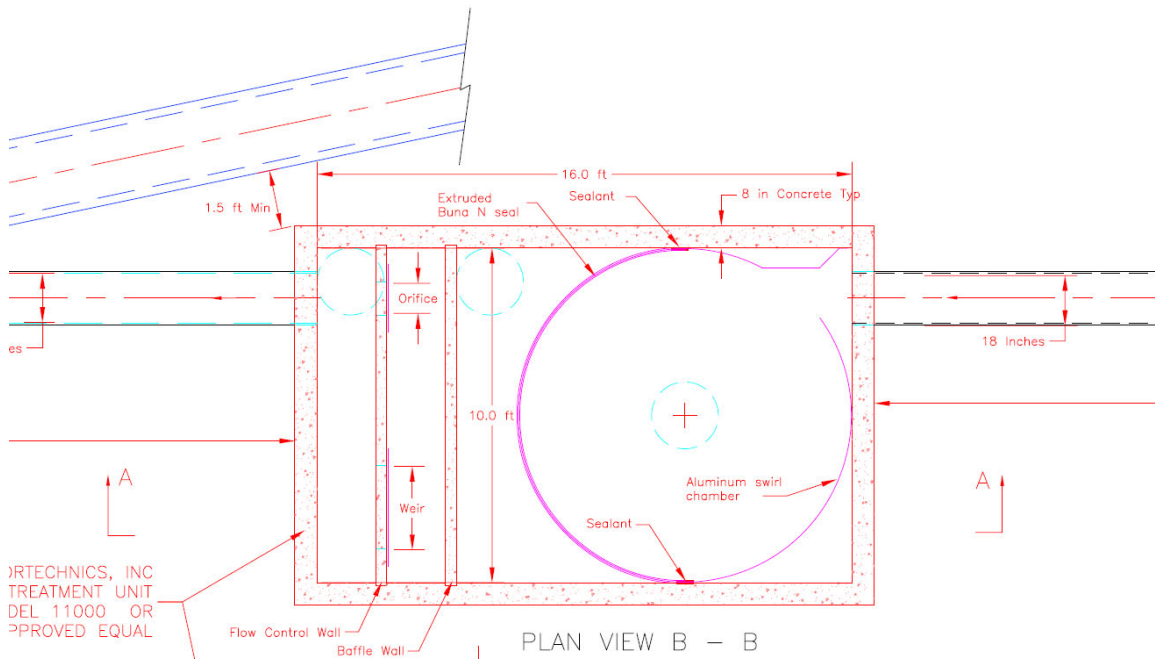 16.0 ft
Extruded
Buna N seal
Sealant
8 in Concrete Typ
1.5 ft Min
Orifice
es
18 Inches
10.0 ft
A
A
Aluminum swirl
chamber
Weir
Sealant
ORTECHNICS, INC
TREATMENT UNIT
DEL 11000 OR
PPROVED EQUAL
Flow Control Wall
Baffle Wall
PLAN VIEW B - B